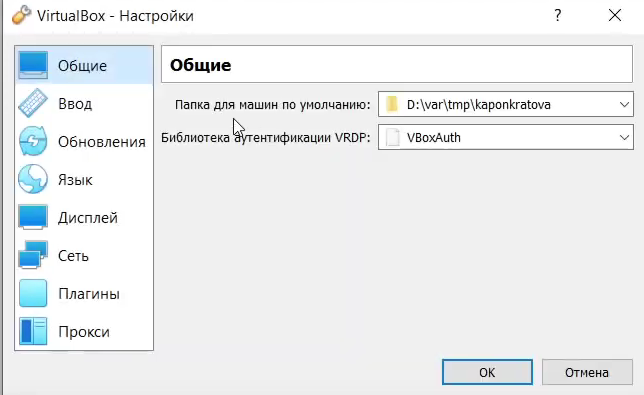 VirtualBox - Настройки
?
Общие
Ввод
Обновления
Язык
Дисплей
Сеть
Плагины
Прокси
Общие
Папка для машин по умолчанию: D:\var\tmp\kaponkratova
Библиотека аутентификации VRDP: VBoxAuth
OK Отмена